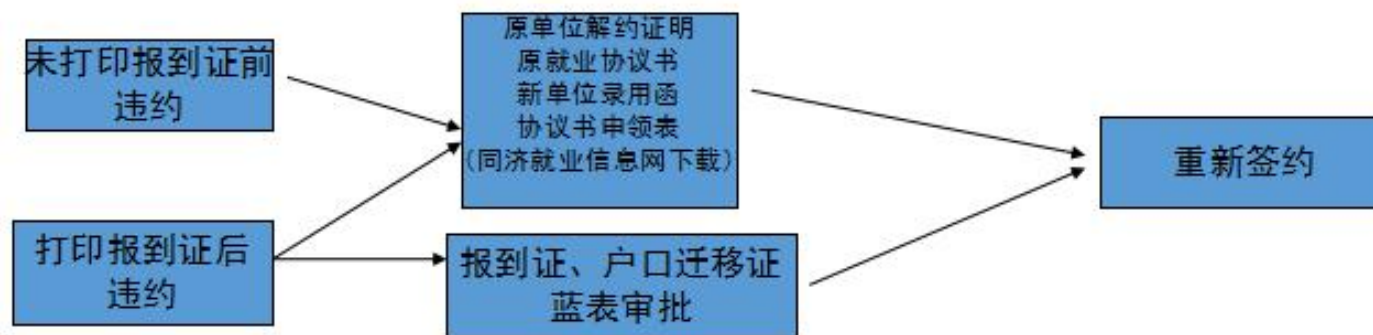 未打印报到证前
违约
原单位解约证明
原就业协议书
新单位录用函
协议书申领表
(同济就业信息网下载)
打印报到证后
违约
报到证、户口迁移证
蓝表审批
重新签约